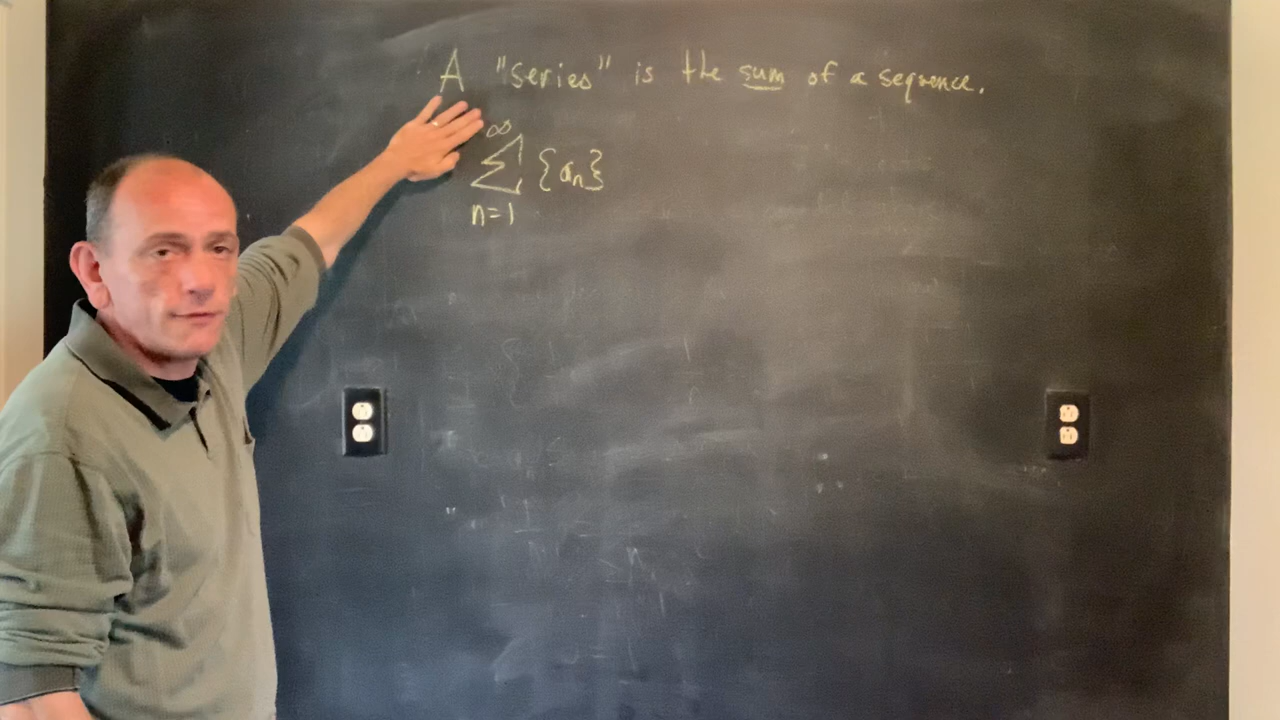 A "series" is the sum of a sequence.
∞
∑ {aₙ}
n=1